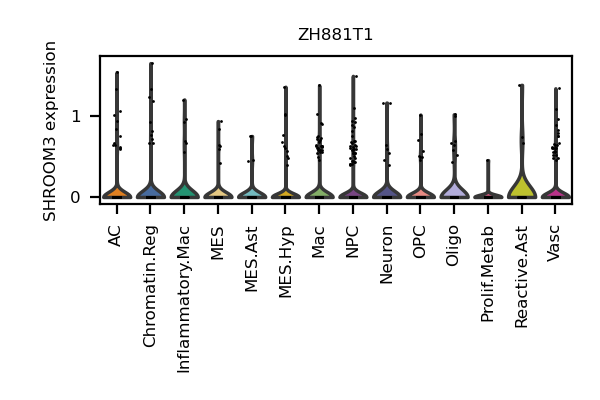 ZH881T1
SHROOM3 expression
1
0
AC
Chromatin.Reg
Inflammatory.Mac
MES
MES.Ast
MES.Hyp
Mac
NPC
Neuron
OPC
Oligo
Prolif.Metab
Reactive.Ast
Vasc